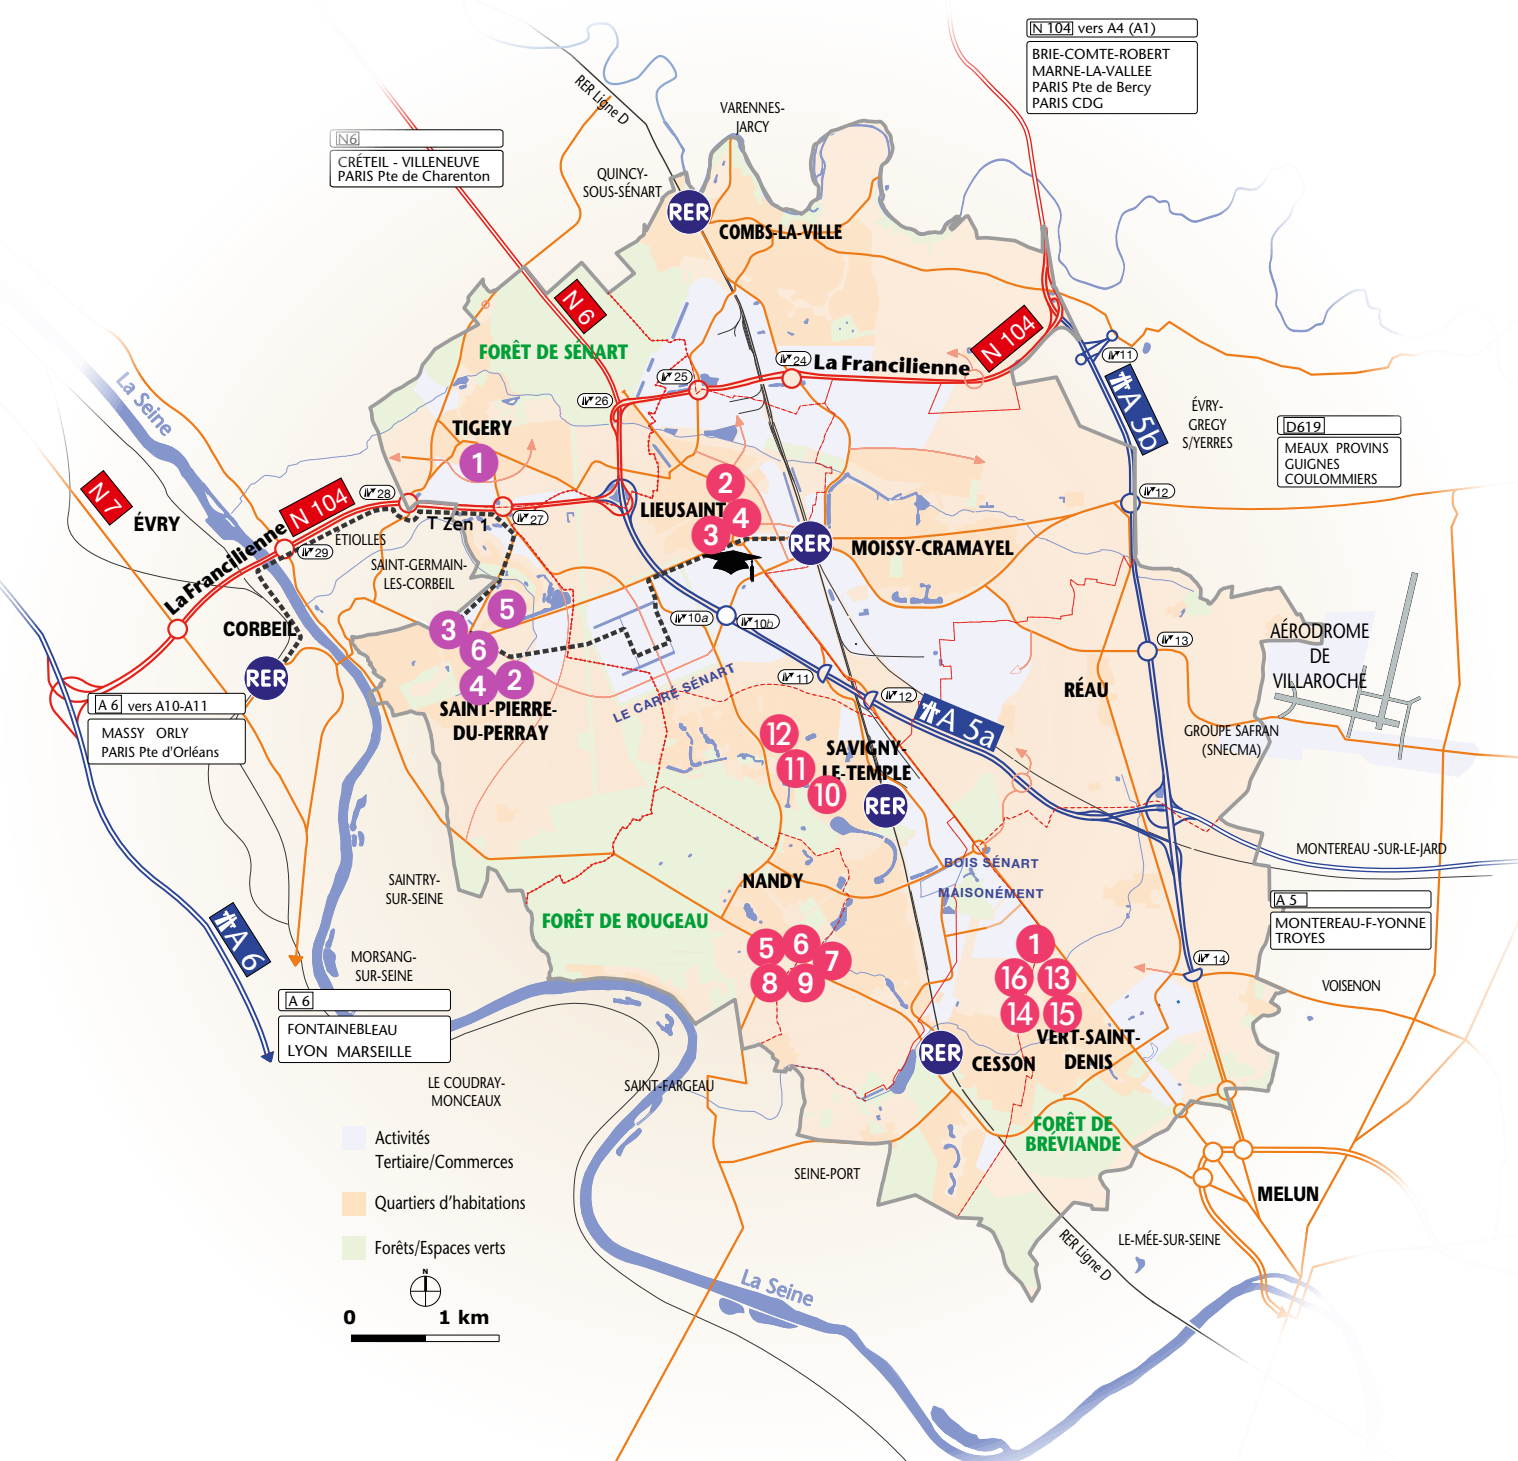 N 104 vers A4 (A1)
BRIE-COMTE-ROBERT
MARNE-LA-VALLEE
PARIS Pte de Bercy
PARIS CDG
RER Ligne D
VARENNES-
JARCY
N6
CRÉTEIL - VILLENEUVE
PARIS Pte de Charenton
QUINCY-
SOUS-SÉNART
RER
COMBS-LA-VILLE
N 6
N 104
FORÊT DE SÉNART
24
La Francilienne
11
25
26
A 5b
La Seine
ÉVRY-
GREGY
S/YERRES
D619
MEAUX PROVINS
GUIGNES
COULOMMIERS
TIGERY
1
N 7
ÉVRY
N 104
28
T Zen 1
27
29
La Francilienne
ÉTIOLLES
SAINT-GERMAIN-
LES-CORBEIL
2
LIEUSAINT
4
3
RER
MOISSY-CRAMAYEL
12
5
3
6
4
2
SAINT-PIERRE-
DU-PERRAY
CORBEIL
RER
10a
10b
11
12
13
LE CARRÉ SÉNART
A 5a
RÉAU
AÉRODROME
DE
VILLAROCHE
GROUPE SAFRAN
(SNECMA)
A 6 vers A10-A11
MASSY ORLY
PARIS Pte d'Orléans
12
11
10
SAVIGNY-
LE-TEMPLE
RER
MONTEREAU -SUR-LE-JARD
BOIS SÉNART
MAISONÉMENT
NANDY
SAINTRY-
SUR-SEINE
FORÊT DE ROUGEAU
A 5
MONTEREAU-F-YONNE
TROYES
A 6
MORSANG-
SUR-SEINE
5
6
7
8
9
1
16
13
14
15
14
VOISENON
A 6
FONTAINEBLEAU
LYON MARSEILLE
VERT-SAINT-
DENIS
RER
CESSON
LE COUDRAY-
MONCEAUX
SAINT-FARGEAU
FORÊT DE
BRÉVIANDE
Activités
Tertiaire/Commerces
Quartiers d'habitations
Forêts/Espaces verts
SEINE-PORT
MELUN
LE-MÉE-SUR-SEINE
RER Ligne D
La Seine
N
0 1 km